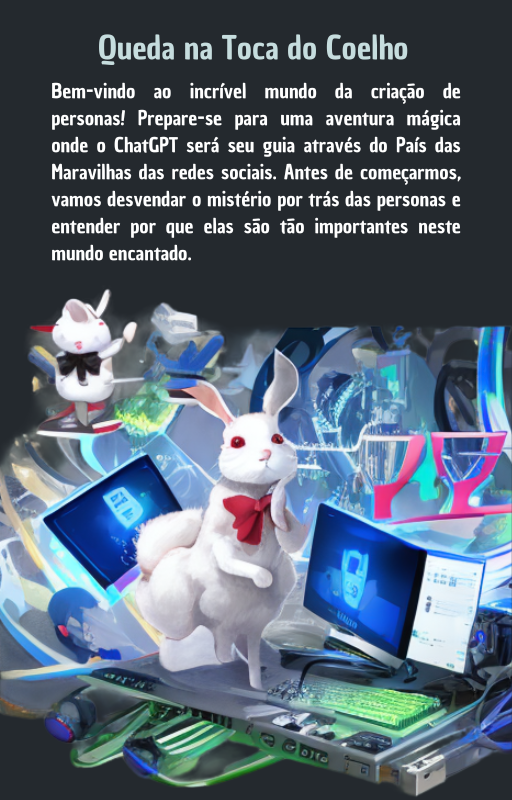 Queda na Toca do Coelho
Bem-vindo ao incrível mundo da criação de
personas! Prepare-se para uma aventura mágica
onde o ChatGPT será seu guia através do País das
Maravilhas das redes sociais. Antes de começarmos,
vamos desvendar o mistério por trás das personas e
entender por que elas são tão importantes neste
mundo encantado.